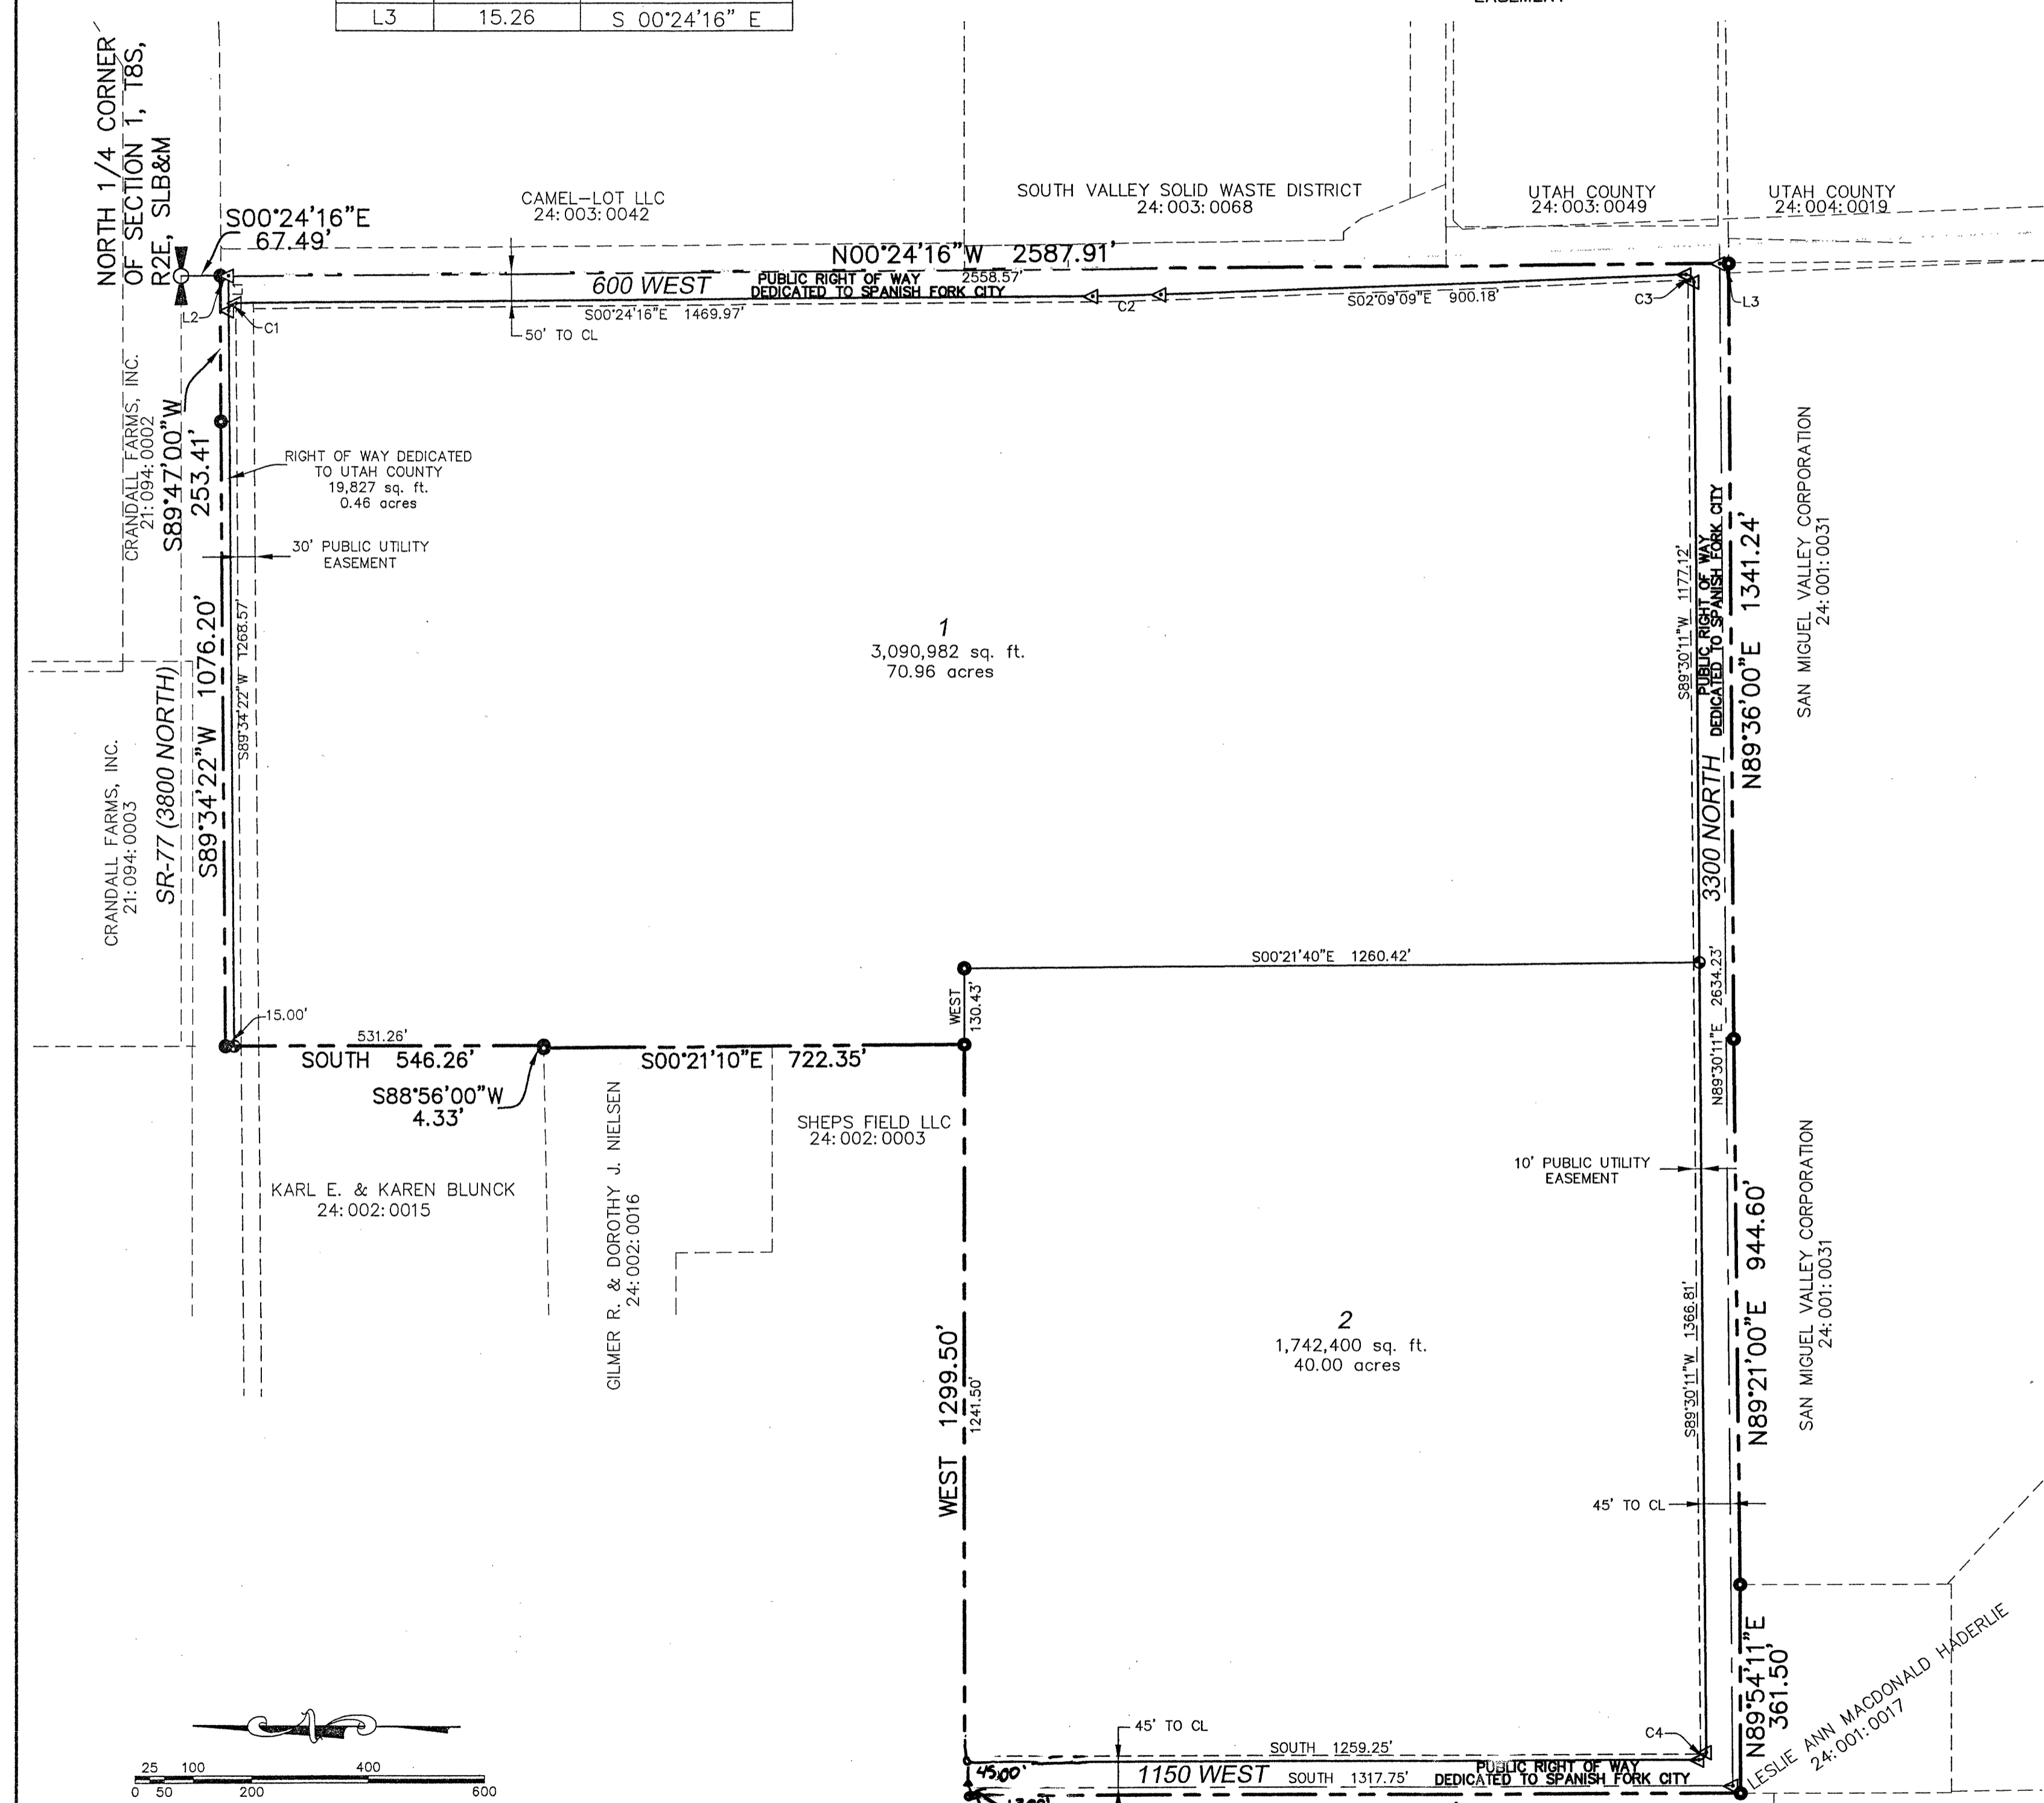 L3 15.26 S 00°24'16" E
NORTH 1/4 CORNER
OF SECTION 1, T8S,
R2E, SLB&M
S00°24'16"E
67.49'
CAMEL-LOT LLC
24:003:0042
SOUTH VALLEY SOLID WASTE DISTRICT
24:003:0068
UTAH COUNTY
24:003:0049
UTAH COUNTY
24:004:0019
N00°24'16"W 2587.91'
600 WEST
PUBLIC RIGHT OF WAY
DEDICATED TO SPANISH FORK CITY
2558.57'
S00°24'16"E 1469.97'
C2
S02°09'09"E 900.18'
C3
L3
L2
C1
50' TO CL
CRANDALL FARMS, INC.
21:094:0002
S89°47'00"W
253.41'
RIGHT OF WAY DEDICATED
TO UTAH COUNTY
19,827 sq. ft.
0.46 acres
30' PUBLIC UTILITY
EASEMENT
S89°34'22"W 1076.20'
S89°34'22"W 1268.57'
SR-77 (3800 NORTH)
CRANDALL FARMS, INC.
21:094:0003
1
3,090,982 sq. ft.
70.96 acres
S89°30'11"W 1177.12'
PUBLIC RIGHT OF WAY
DEDICATED TO SPANISH FORK CITY
3300 NORTH
N89°36'00"E 1341.24'
SAN MIGUEL VALLEY CORPORATION
24:001:0031
S00°21'40"E 1260.42'
WEST
130.43'
N89°30'11"E 2634.23'
15.00'
531.26'
SOUTH 546.26'
S00°21'10"E 722.35'
S88°56'00"W
4.33'
KARL E. & KAREN BLUNCK
24:002:0015
GILMER R. & DOROTHY J. NIELSEN
24:002:0016
SHEPS FIELD LLC
24:002:0003
10' PUBLIC UTILITY
EASEMENT
2
1,742,400 sq. ft.
40.00 acres
WEST 1299.50'
1241.50'
S89°30'11"W 1366.81'
N89°21'00"E 944.60'
SAN MIGUEL VALLEY CORPORATION
24:001:0031
45' TO CL
N89°54'11"E
361.50'
LESLIE ANN MACDONALD HADERLIE
24:001:0017
C4
45' TO CL
SOUTH 1259.25'
45.00'
1150 WEST
SOUTH 1317.75'
PUBLIC RIGHT OF WAY
DEDICATED TO SPANISH FORK CITY
25 100 400
0 50 200 600